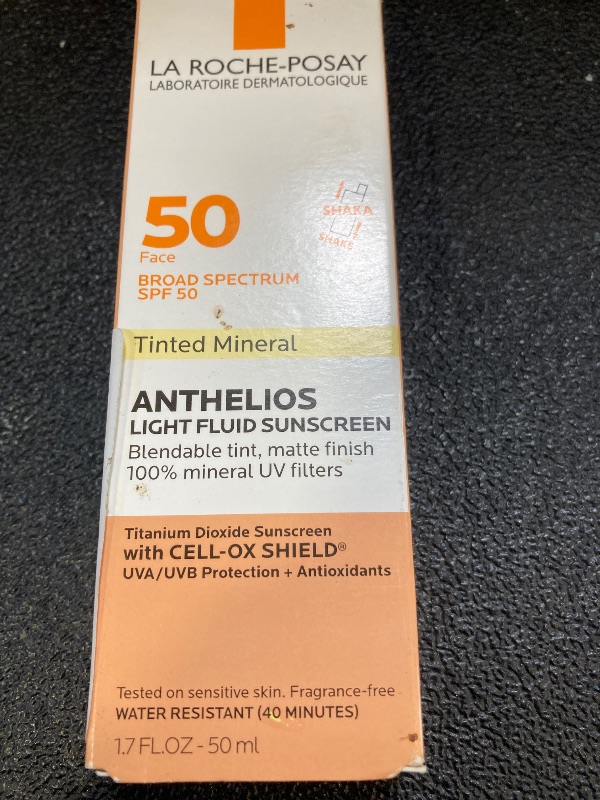 LA ROCHE-POSAY
LABORATOIRE DERMATOLOGIQUE
50
Face
BROAD SPECTRUM
SPF 50
SHAKA
SHAKE
Tinted Mineral
ANTHELIOS
LIGHT FLUID SUNSCREEN
Blendable tint, matte finish
100% mineral UV filters
Titanium Dioxide Sunscreen
with CELL-OX SHIELD®
UVA/UVB Protection + Antioxidants
Tested on sensitive skin. Fragrance-free
WATER RESISTANT (40 MINUTES)
1.7 FL.OZ - 50 ml